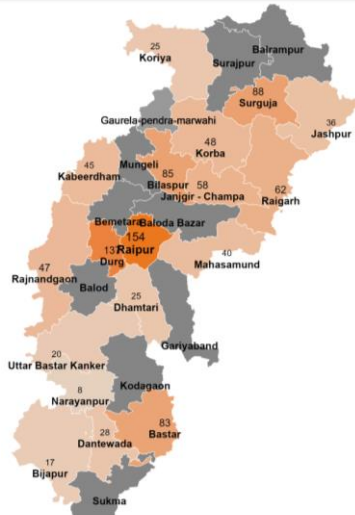 25
Koriya
Surajpur
Balrampur
88
Surguja
36
Jashpur
Gaurela-pendra-marwahi
48
Korba
45
Kabeerdham
Mungeli
85
Bilaspur
58
Janjgir - Champa
62
Raigarh
Bemetara
Baloda Bazar
154
Raipur
137
Durg
40
Mahasamund
47
Rajnandgaon
Balod
25
Dhamtari
Gariyaband
20
Uttar Bastar Kanker
Kodagaon
8
Narayanpur
28
Dantewada
83
Bastar
17
Bijapur
Sukma